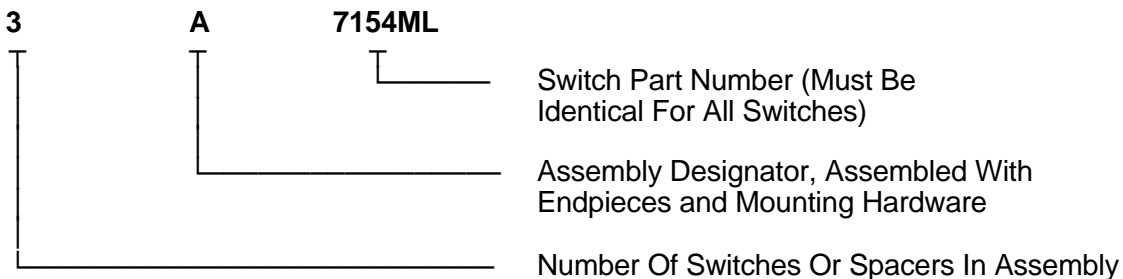 3 A 7154ML
Switch Part Number (Must Be
Identical For All Switches)
Assembly Designator, Assembled With
Endpieces and Mounting Hardware
Number Of Switches Or Spacers In Assembly